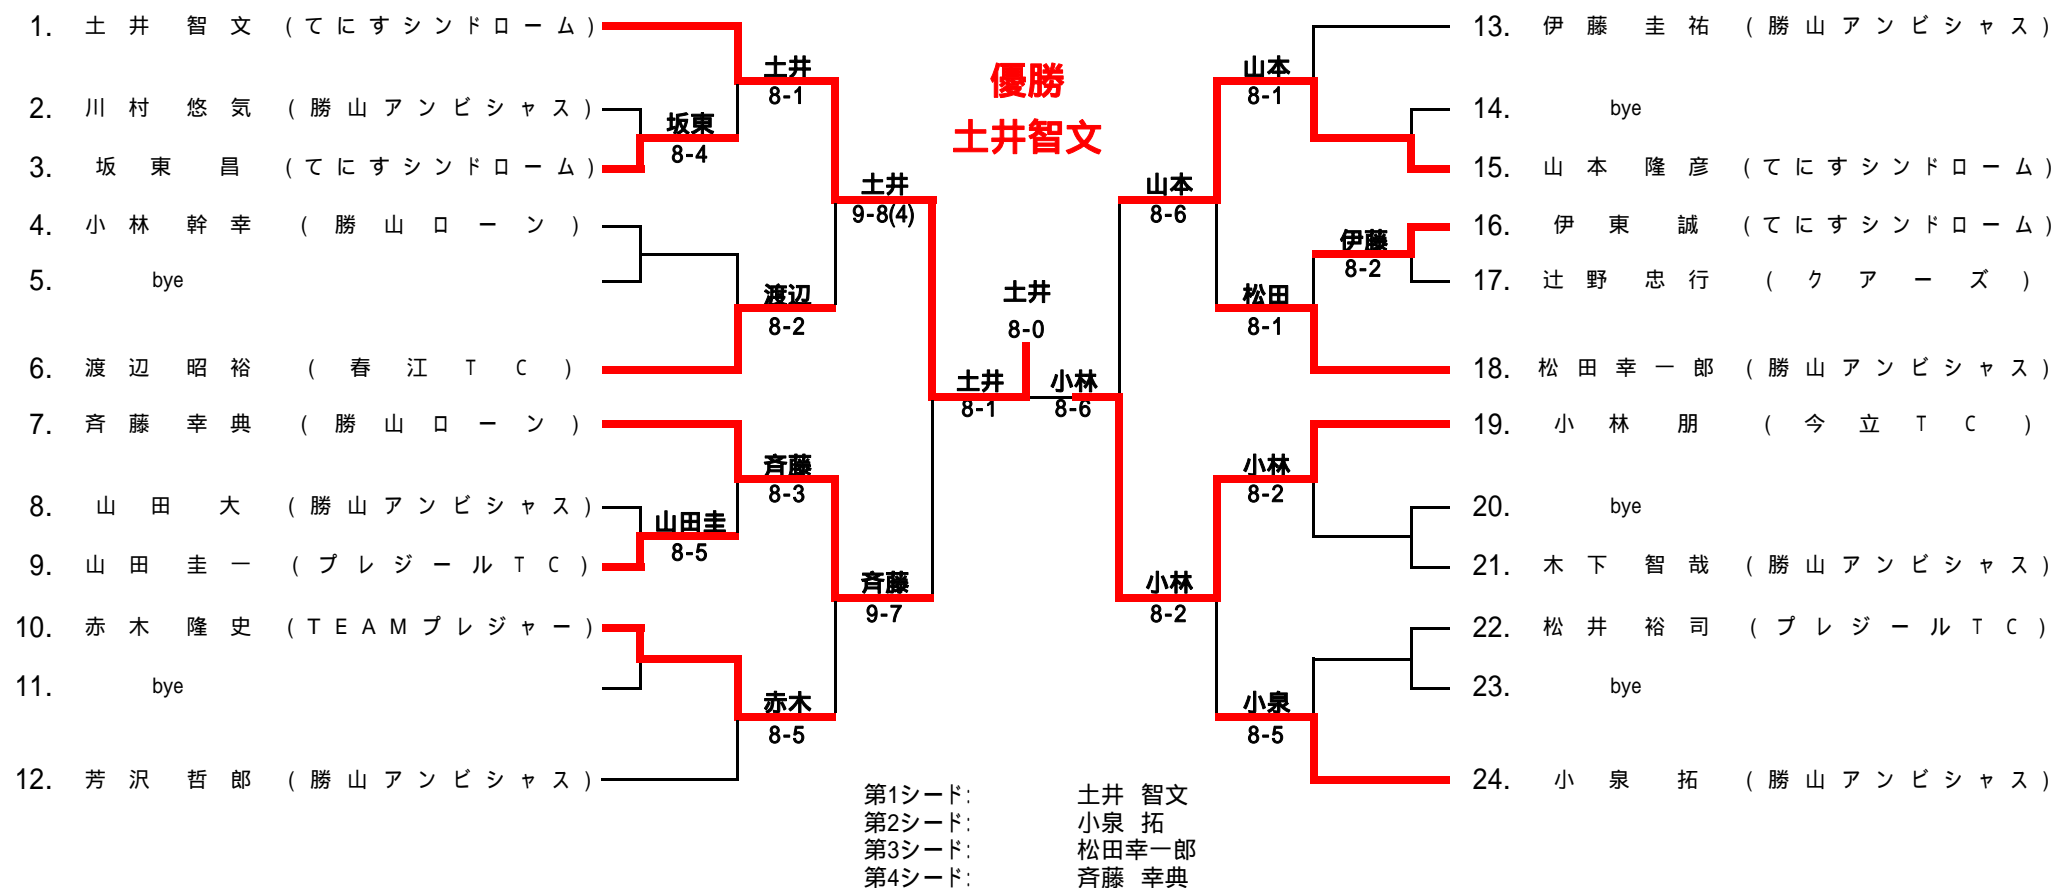 1. 土井 智文 (てにすシンドローム)
2. 川村 悠気 (勝山アンビシャス)
3. 坂東 昌 (てにすシンドローム)
4. 小林 幹幸 (勝山ローン)
5. bye
6. 渡辺 昭裕 (春江TC)
7. 斉藤 幸典 (勝山ローン)
8. 山田 大 (勝山アンビシャス)
9. 山田 圭一 (プレジールTC)
10. 赤木 隆史 (TEAMプレジャー)
11. bye
12. 芳沢 哲郎 (勝山アンビシャス)
坂東
8-4
山田圭
8-5
土井
8-1
渡辺
8-2
斉藤
8-3
赤木
8-5
土井
9-8(4)
斉藤
9-7
土井
8-1
優勝
土井智文
土井
8-0
小林
8-6
山本
8-6
小林
8-2
山本
8-1
松田
8-1
小林
8-2
小泉
8-5
伊藤
8-2
13. 伊藤 圭祐 (勝山アンビシャス)
14. bye
15. 山本 隆彦 (てにすシンドローム)
16. 伊東 誠 (てにすシンドローム)
17. 辻野 忠行 (クアーズ)
18. 松田幸一郎 (勝山アンビシャス)
19. 小林 朋 (今立TC)
20. bye
21. 木下 智哉 (勝山アンビシャス)
22. 松井 裕司 (プレジールTC)
23. bye
24. 小泉 拓 (勝山アンビシャス)
第1シード: 土井 智文
第2シード: 小泉 拓
第3シード: 松田幸一郎
第4シード: 斉藤 幸典